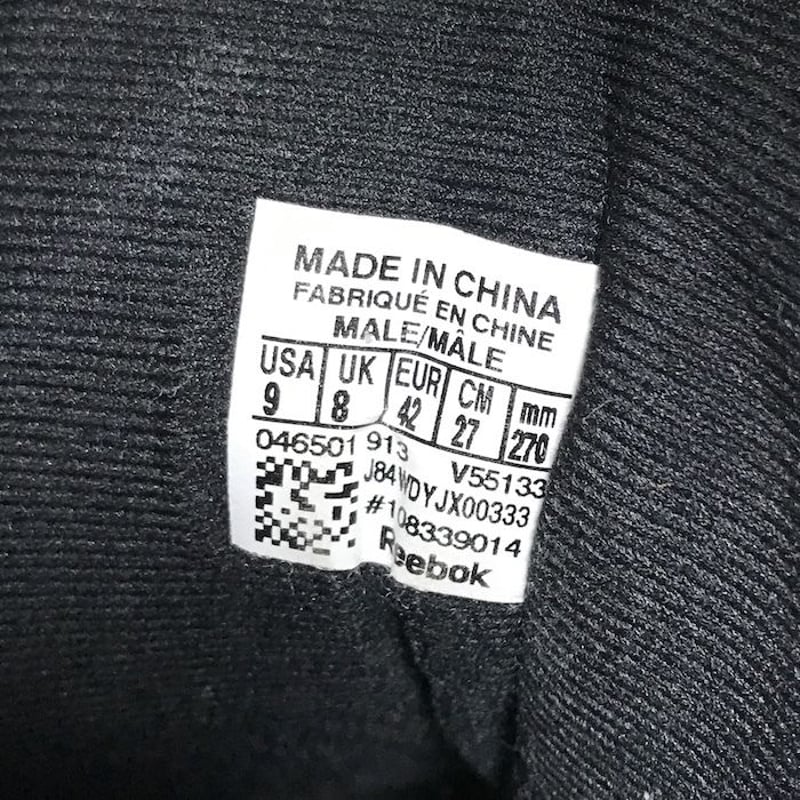 MADE IN CHINA
FABRIQUÉ EN CHINE
MALE/MÂLE
USA UK EUR CM mm
9 8 42 27 270
046501 913 V55133
J84WDYJX00333
#108339014
Reebok